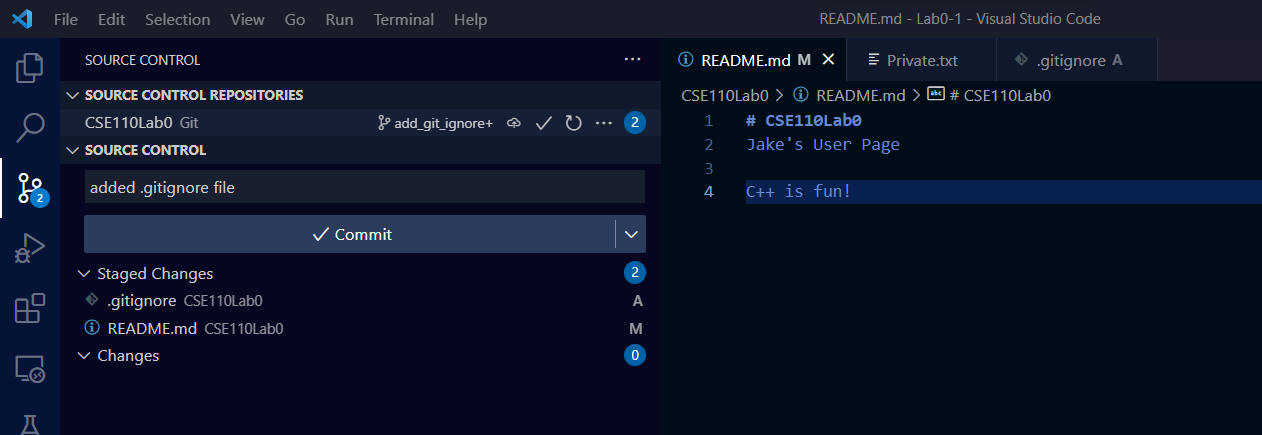 File Edit Selection View Go Run Terminal Help README.md - Lab0-1 - Visual Studio Code
SOURCE CONTROL
README.md M
Private.txt
.gitignore A
SOURCE CONTROL REPOSITORIES
CSE110Lab0 Git add_git_ignore+ 2
SOURCE CONTROL
added .gitignore file
Commit
Staged Changes 2
.gitignore CSE110Lab0 A
README.md CSE110Lab0 M
Changes 0
2
CSE110Lab0 > README.md > abc # CSE110Lab0
1 # CSE110Lab0
2 Jake's User Page
3
4 C++ is fun!